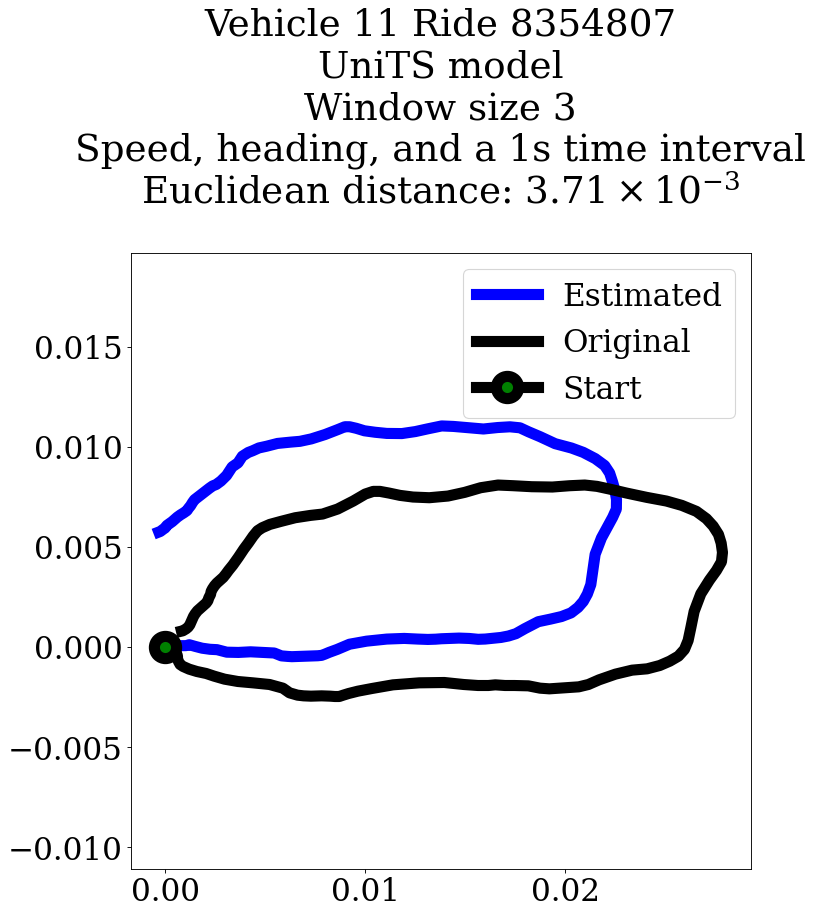 Vehicle 11 Ride 8354807
UniTS model
Window size 3
Speed, heading, and a 1s time interval
Euclidean distance: 3.71 × 10⁻³
Estimated
Original
Start
0.015
0.010
0.005
0.000
−0.005
−0.010
0.00 0.01 0.02